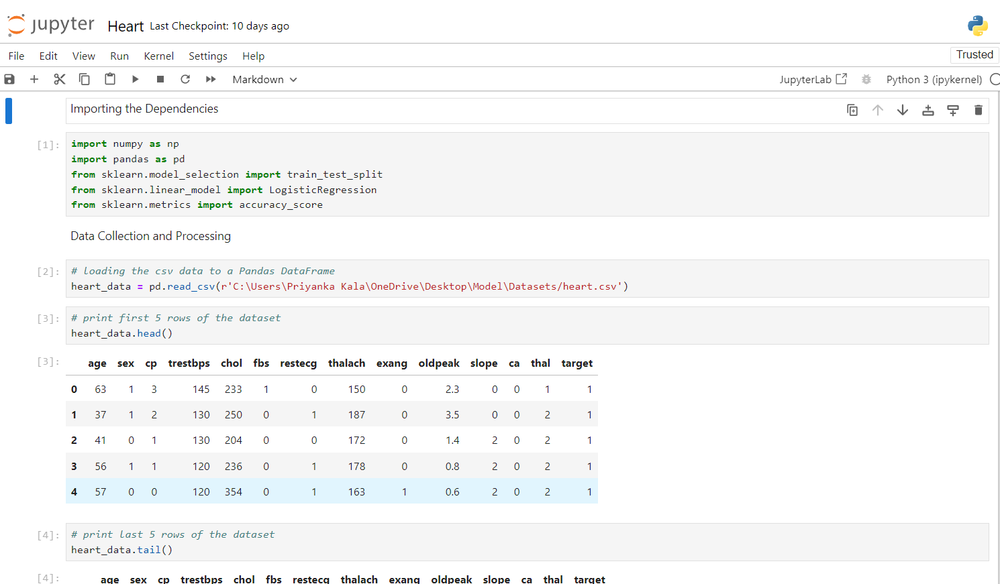 jupyter Heart Last Checkpoint: 10 days ago
File Edit View Run Kernel Settings Help Trusted
Markdown JupyterLab Python 3 (ipykernel)
Importing the Dependencies
[1]: import numpy as np
import pandas as pd
from sklearn.model_selection import train_test_split
from sklearn.linear_model import LogisticRegression
from sklearn.metrics import accuracy_score
Data Collection and Processing
[2]: # loading the csv data to a Pandas DataFrame
heart_data = pd.read_csv(r'C:\Users\Priyanka Kala\OneDrive\Desktop\Model\Datasets/heart.csv')
[3]: # print first 5 rows of the dataset
heart_data.head()
[3]: age sex cp trestbps chol fbs restecg thalach exang oldpeak slope ca thal target
0 63 1 3 145 233 1 0 150 0 2.3 0 0 1 1
1 37 1 2 130 250 0 1 187 0 3.5 0 0 2 1
2 41 0 1 130 204 0 0 172 0 1.4 2 0 2 1
3 56 1 1 120 236 0 1 178 0 0.8 2 0 2 1
4 57 0 0 120 354 0 1 163 1 0.6 2 0 2 1
[4]: # print last 5 rows of the dataset
heart_data.tail()
[4]: age sex cp trestbps chol fbs restecg thalach exang oldpeak slope ca thal target